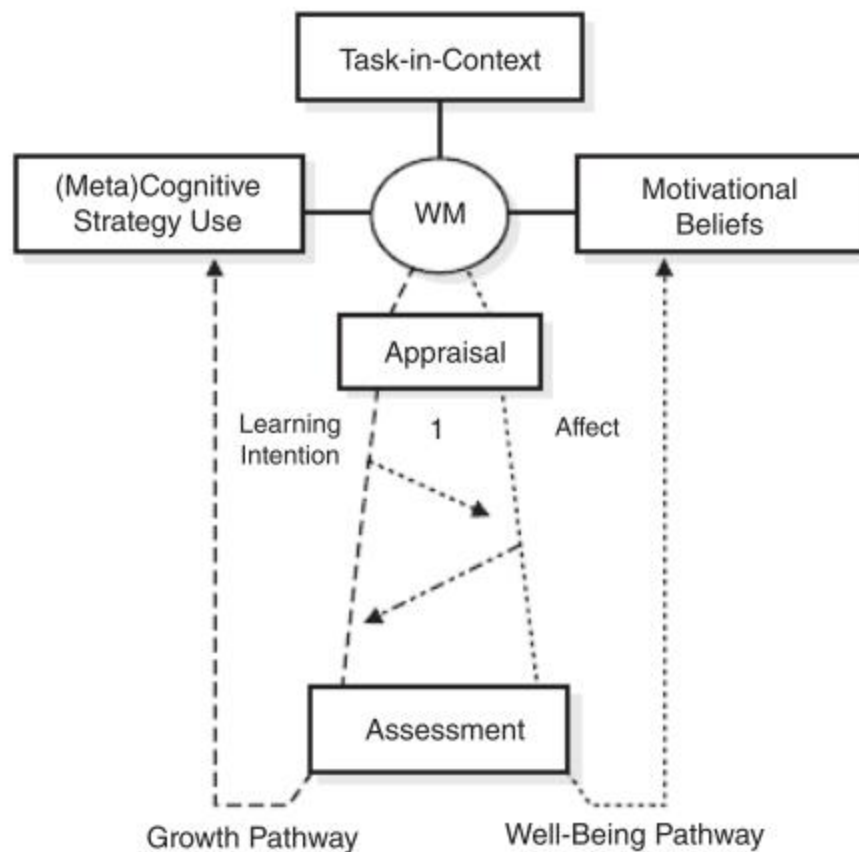 Task-in-Context
(Meta)Cognitive
Strategy Use
WM
Motivational
Beliefs
Appraisal
Learning
Intention
1
Affect
Assessment
Growth Pathway
Well-Being Pathway